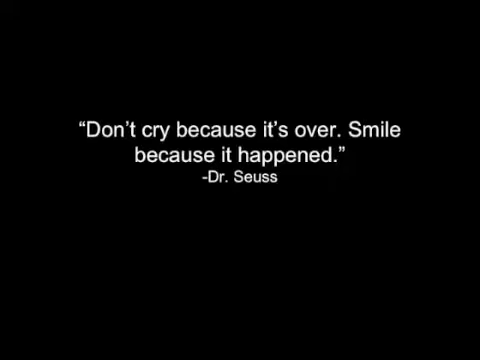 “Don’t cry because it’s over. Smile
because it happened.”
-Dr. Seuss